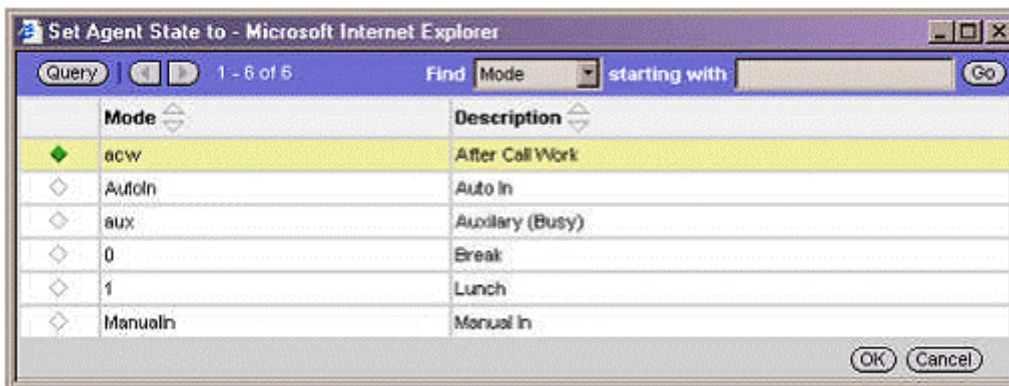 Set Agent State to - Microsoft Internet Explorer
Query 1 - 6 of 6 Find Mode starting with Go
Mode Description
acw After Call Work
AutoIn Auto In
aux Auxilary (Busy)
0 Break
1 Lunch
ManualIn Manual In
OK Cancel